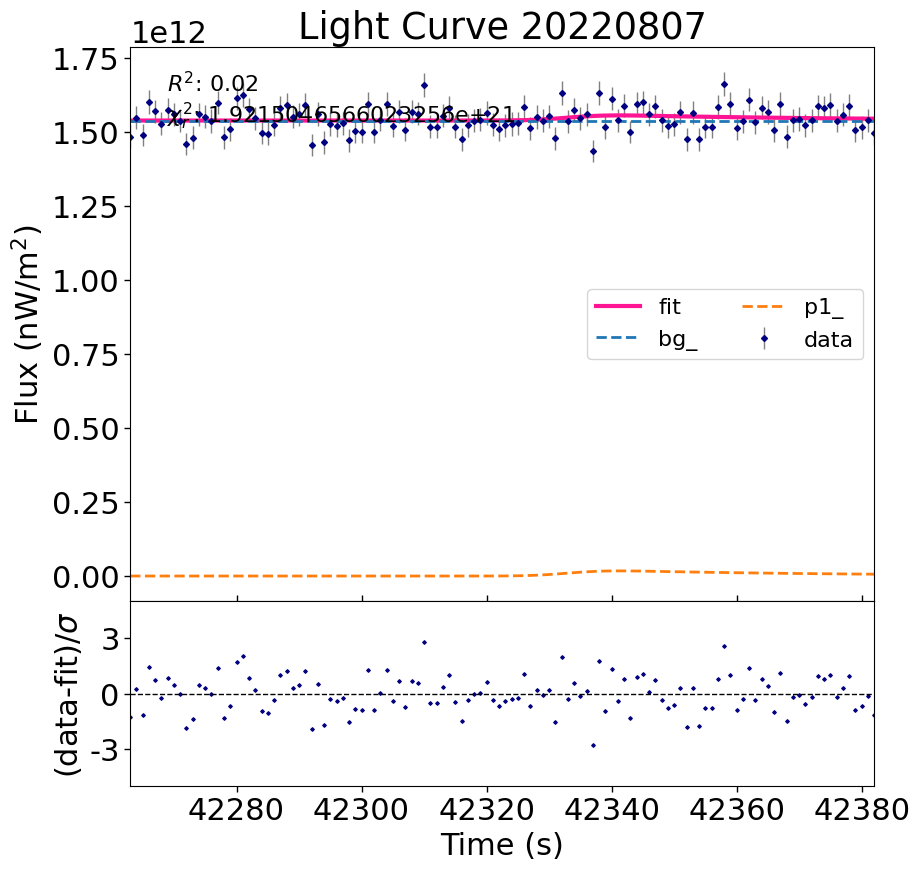 Light Curve 20220807
1e12
1.75
1.50
1.25
1.00
0.75
0.50
0.25
0.00
Flux (nW/m²)
R²: 0.02
fit
bg_
p1_
data
3
0
-3
(data-fit)/σ
42280 42300 42320 42340 42360 42380
Time (s)